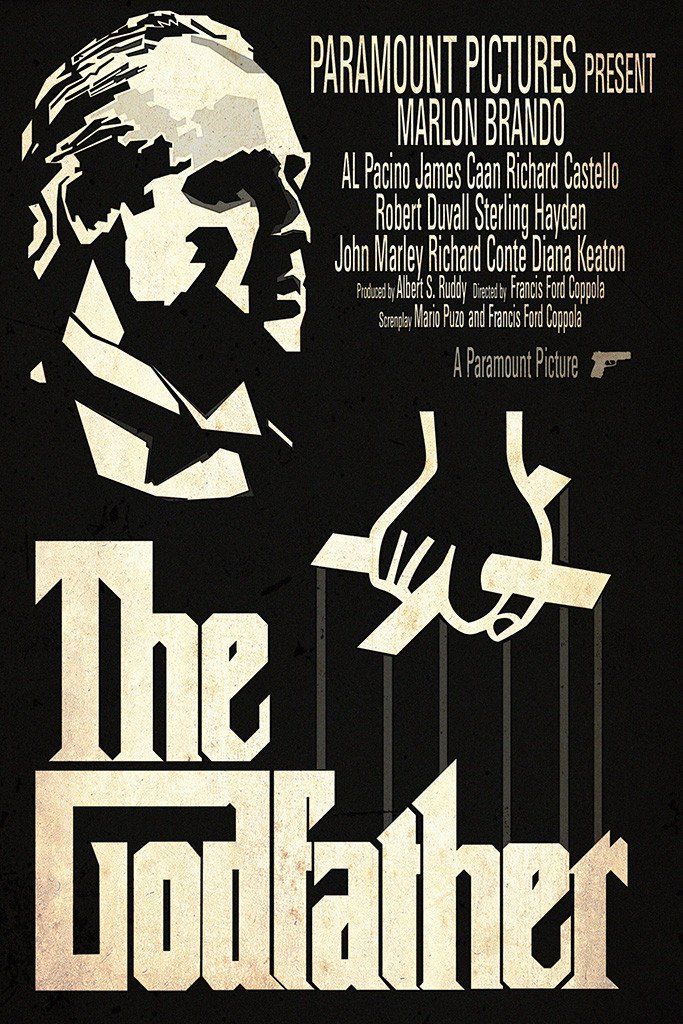 PARAMOUNT PICTURES PRESENT
MARLON BRANDO
AL Pacino James Caan Richard Castello
Robert Duvall Sterling Hayden
John Marley Richard Conte Diana Keaton
Produced by Albert S. Ruddy Directed by Francis Ford Coppola
Screnplay Mario Puzo and Francis Ford Coppola
A Paramount Picture
The
Godfather